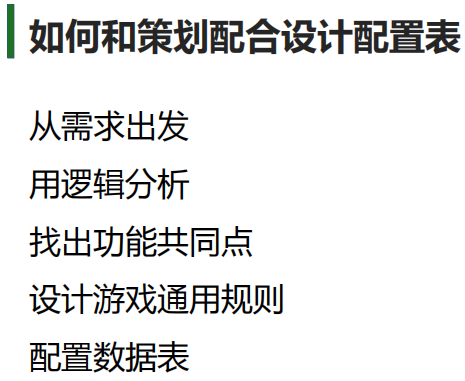 如何和策划配合设计配置表
从需求出发
用逻辑分析
找出功能共同点
设计游戏通用规则
配置数据表